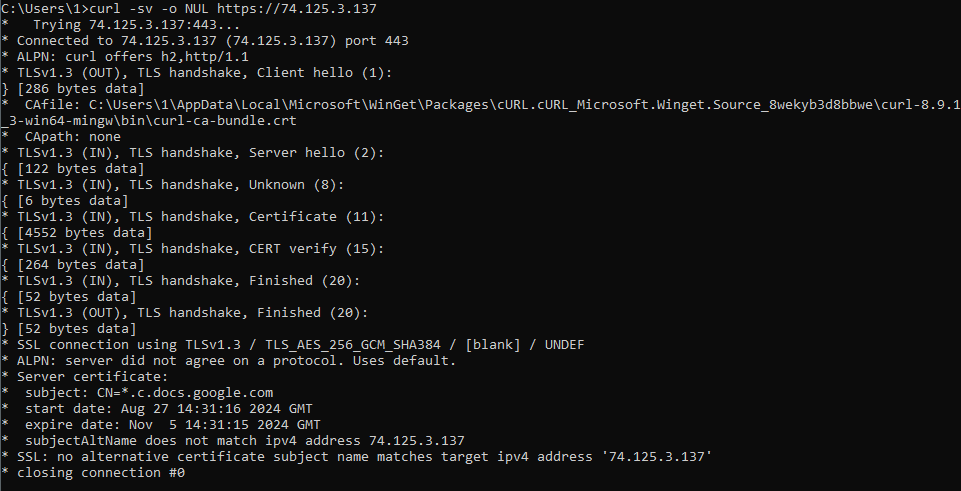 C:\Users\1>curl -sv -o NUL https://74.125.3.137
*   Trying 74.125.3.137:443...
* Connected to 74.125.3.137 (74.125.3.137) port 443
* ALPN: curl offers h2,http/1.1
* TLSv1.3 (OUT), TLS handshake, Client hello (1):
} [286 bytes data]
*  CAfile: C:\Users\1\AppData\Local\Microsoft\WinGet\Packages\cURL.cURL_Microsoft.Winget.Source_8wekyb3d8bbwe\curl-8.9.1
_3-win64-mingw\bin\curl-ca-bundle.crt
*  CApath: none
* TLSv1.3 (IN), TLS handshake, Server hello (2):
{ [122 bytes data]
* TLSv1.3 (IN), TLS handshake, Unknown (8):
{ [6 bytes data]
* TLSv1.3 (IN), TLS handshake, Certificate (11):
{ [4552 bytes data]
* TLSv1.3 (IN), TLS handshake, CERT verify (15):
{ [264 bytes data]
* TLSv1.3 (IN), TLS handshake, Finished (20):
{ [52 bytes data]
* TLSv1.3 (OUT), TLS handshake, Finished (20):
} [52 bytes data]
* SSL connection using TLSv1.3 / TLS_AES_256_GCM_SHA384 / [blank] / UNDEF
* ALPN: server did not agree on a protocol. Uses default.
* Server certificate:
*  subject: CN=*.c.docs.google.com
*  start date: Aug 27 14:31:16 2024 GMT
*  expire date: Nov  5 14:31:15 2024 GMT
*  subjectAltName does not match ipv4 address 74.125.3.137
* SSL: no alternative certificate subject name matches target ipv4 address '74.125.3.137'
* closing connection #0